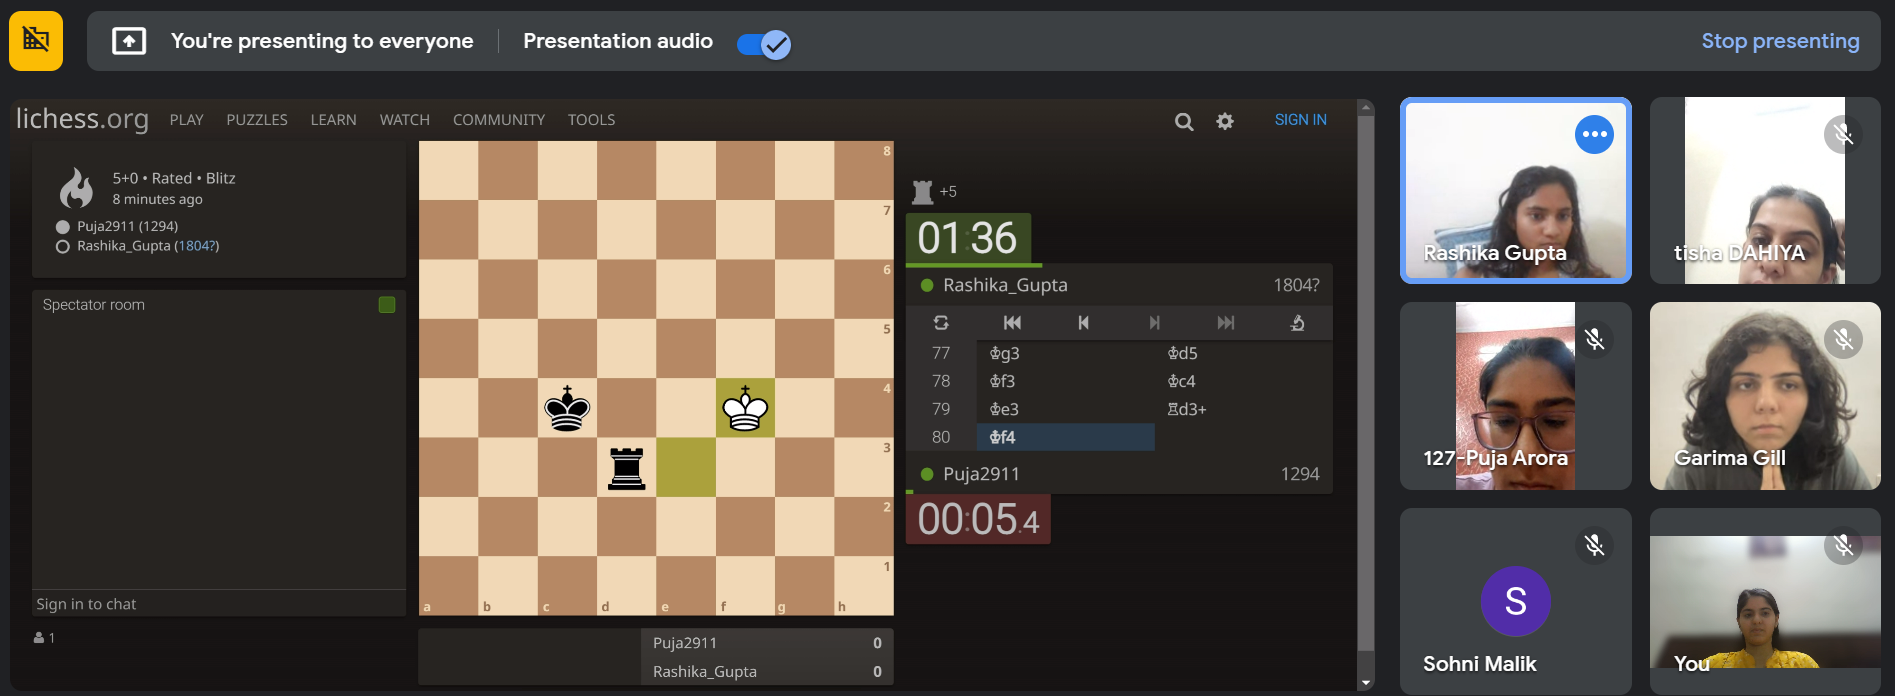 You're presenting to everyone
Presentation audio
Stop presenting
lichess.org
PLAY PUZZLES LEARN WATCH COMMUNITY TOOLS
SIGN IN
5+0 • Rated • Blitz
8 minutes ago
Puja2911 (1294)
Rashika_Gupta (1804?)
Spectator room
Sign in to chat
1
8
7
6
5
4
3
2
1
a b c d e f g h
Puja2911 0
Rashika_Gupta 0
+5
01:36
Rashika_Gupta 1804?
77 ♔g3 ♔d5
78 ♔f3 ♔c4
79 ♔e3 ♖d3+
80 ♔f4
Puja2911 1294
00:05.4
Rashika Gupta
tisha DAHIYA
127-Puja Arora
Garima Gill
S
Sohni Malik
You